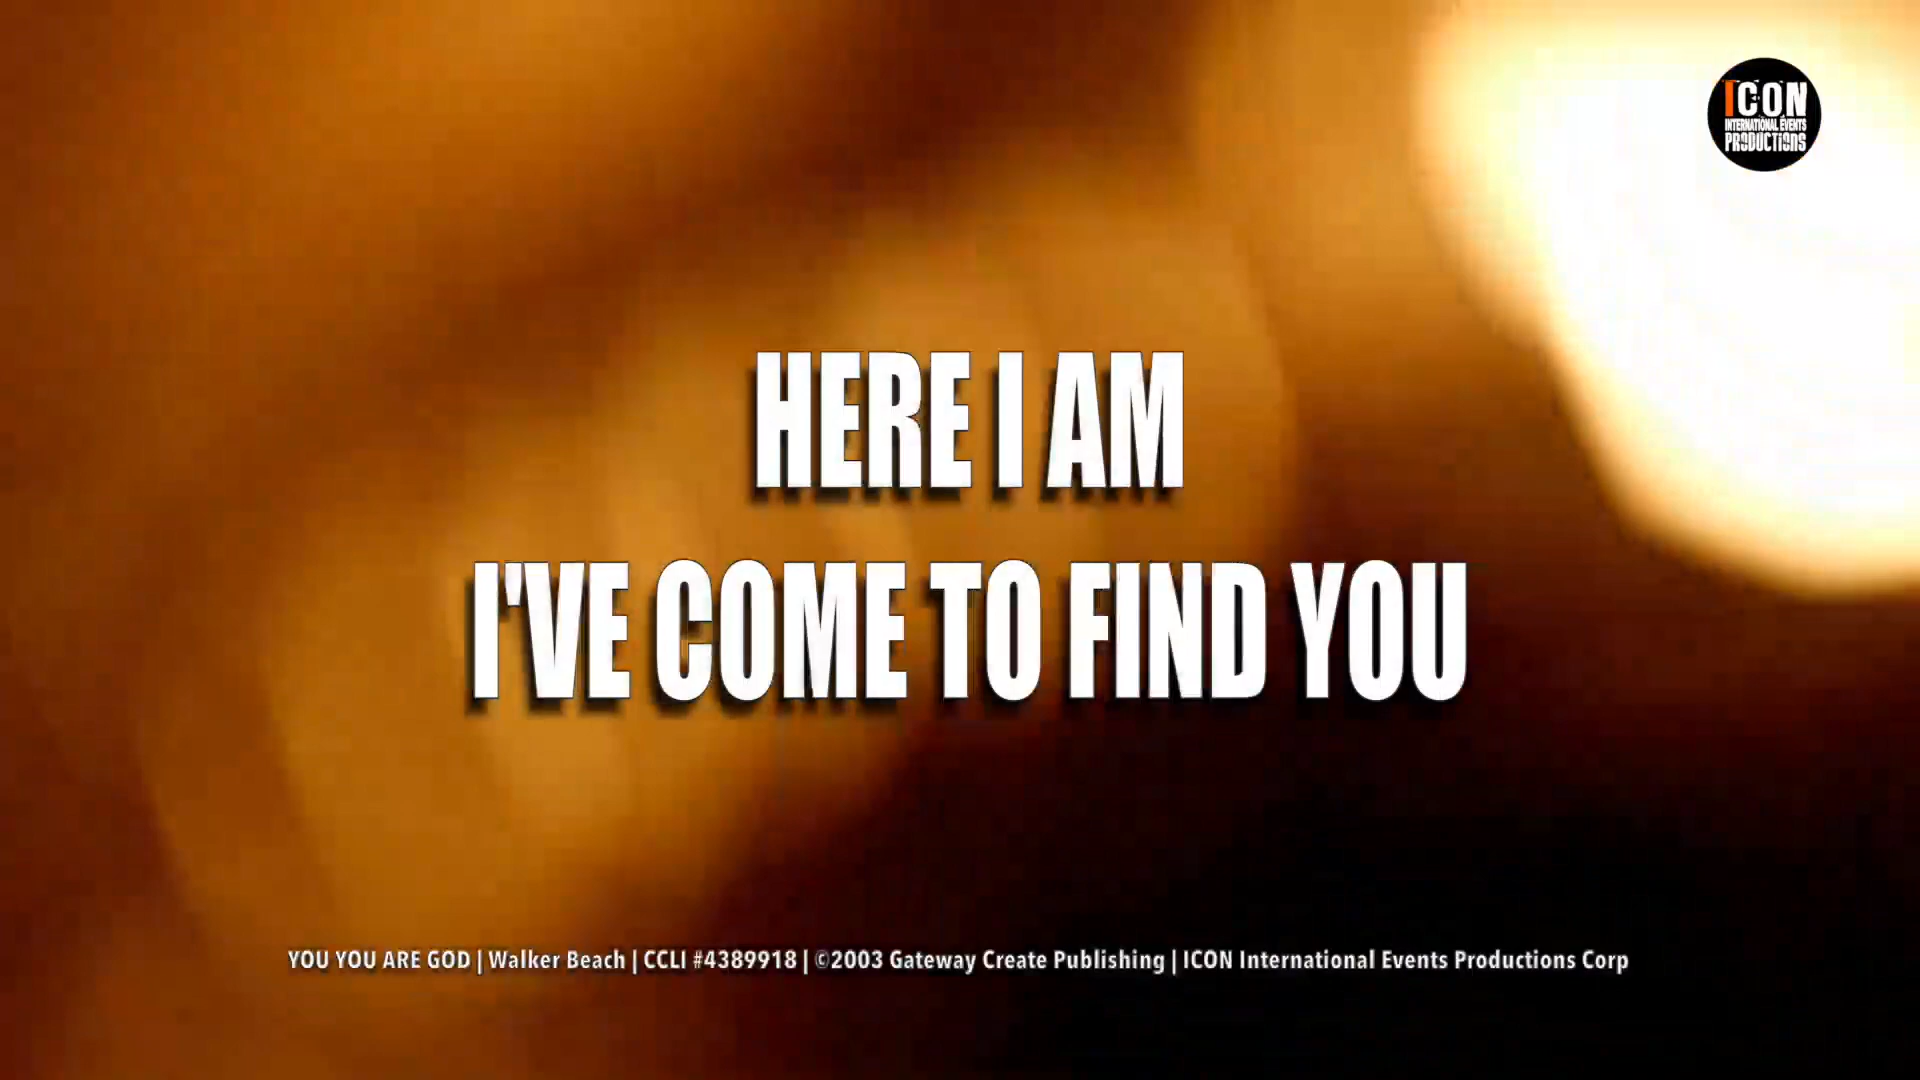 ICON
INTERNATIONAL EVENTS
PRODUCTIONS
HERE I AM
I'VE COME TO FIND YOU
YOU YOU ARE GOD | Walker Beach | CCLI #4389918 | ©2003 Gateway Create Publishing | ICON International Events Productions Corp